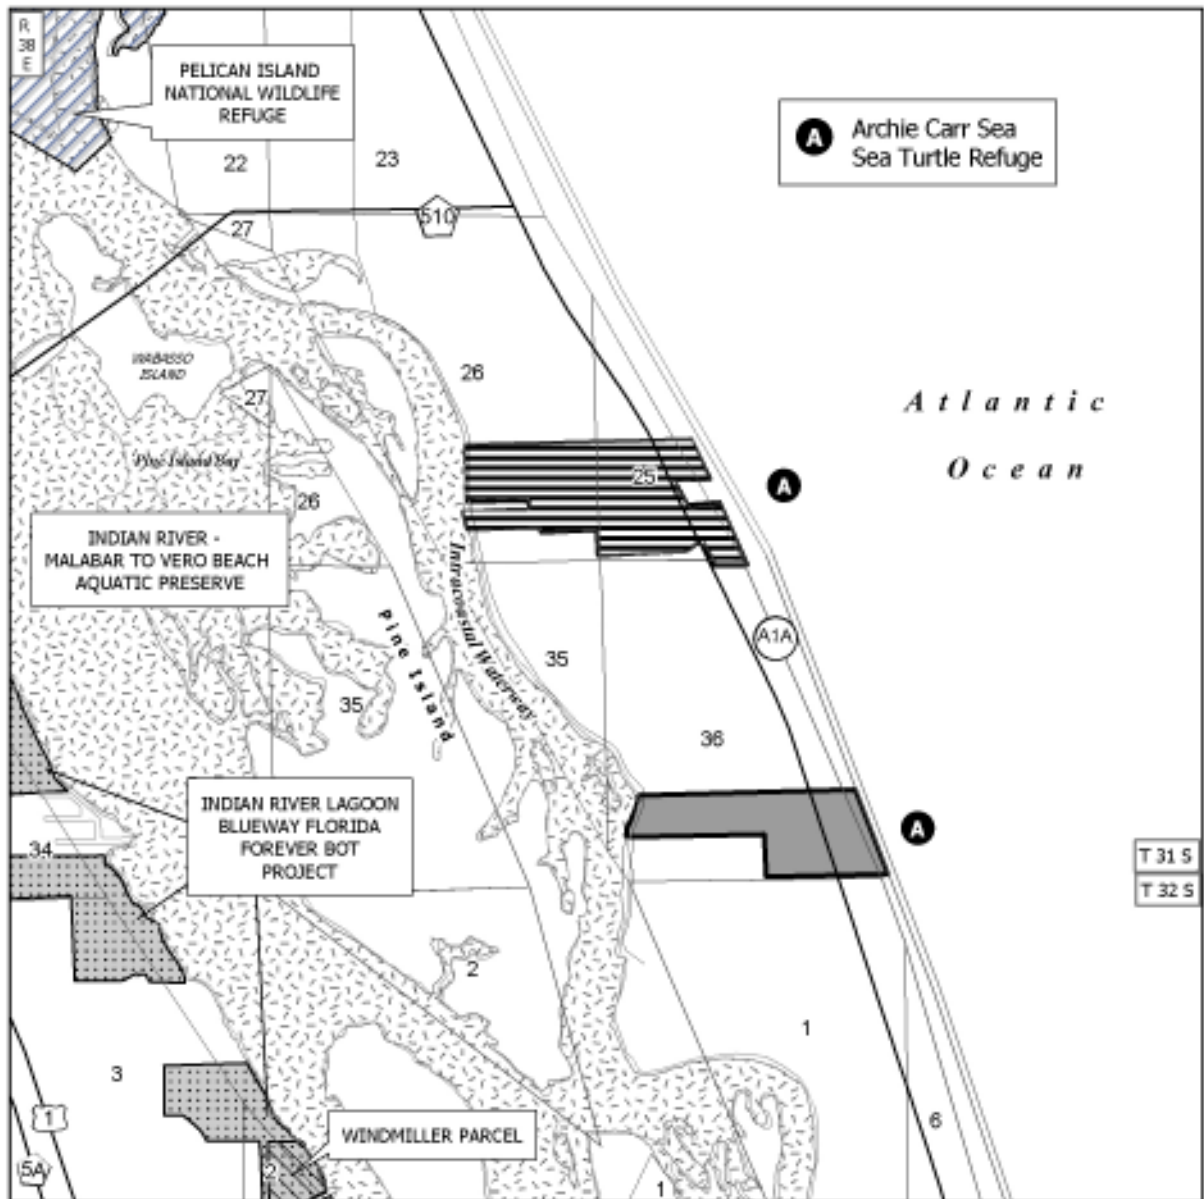 R
38
E
PELICAN ISLAND
NATIONAL WILDLIFE
REFUGE
A
Archie Carr Sea
Sea Turtle Refuge
22
23
510
27
WABASSO
ISLAND
26
27
Atlantic
Ocean
Pine Island Bay
25
A
26
INDIAN RIVER -
MALABAR TO VERO BEACH
AQUATIC PRESERVE
Intracoastal Waterway
Pine Island
A1A
35
35
36
INDIAN RIVER LAGOON
BLUEWAY FLORIDA
FOREVER BOT
PROJECT
A
34
T 31 S
T 32 S
2
1
3
1
6
WINDMILLER PARCEL
5A
2
1